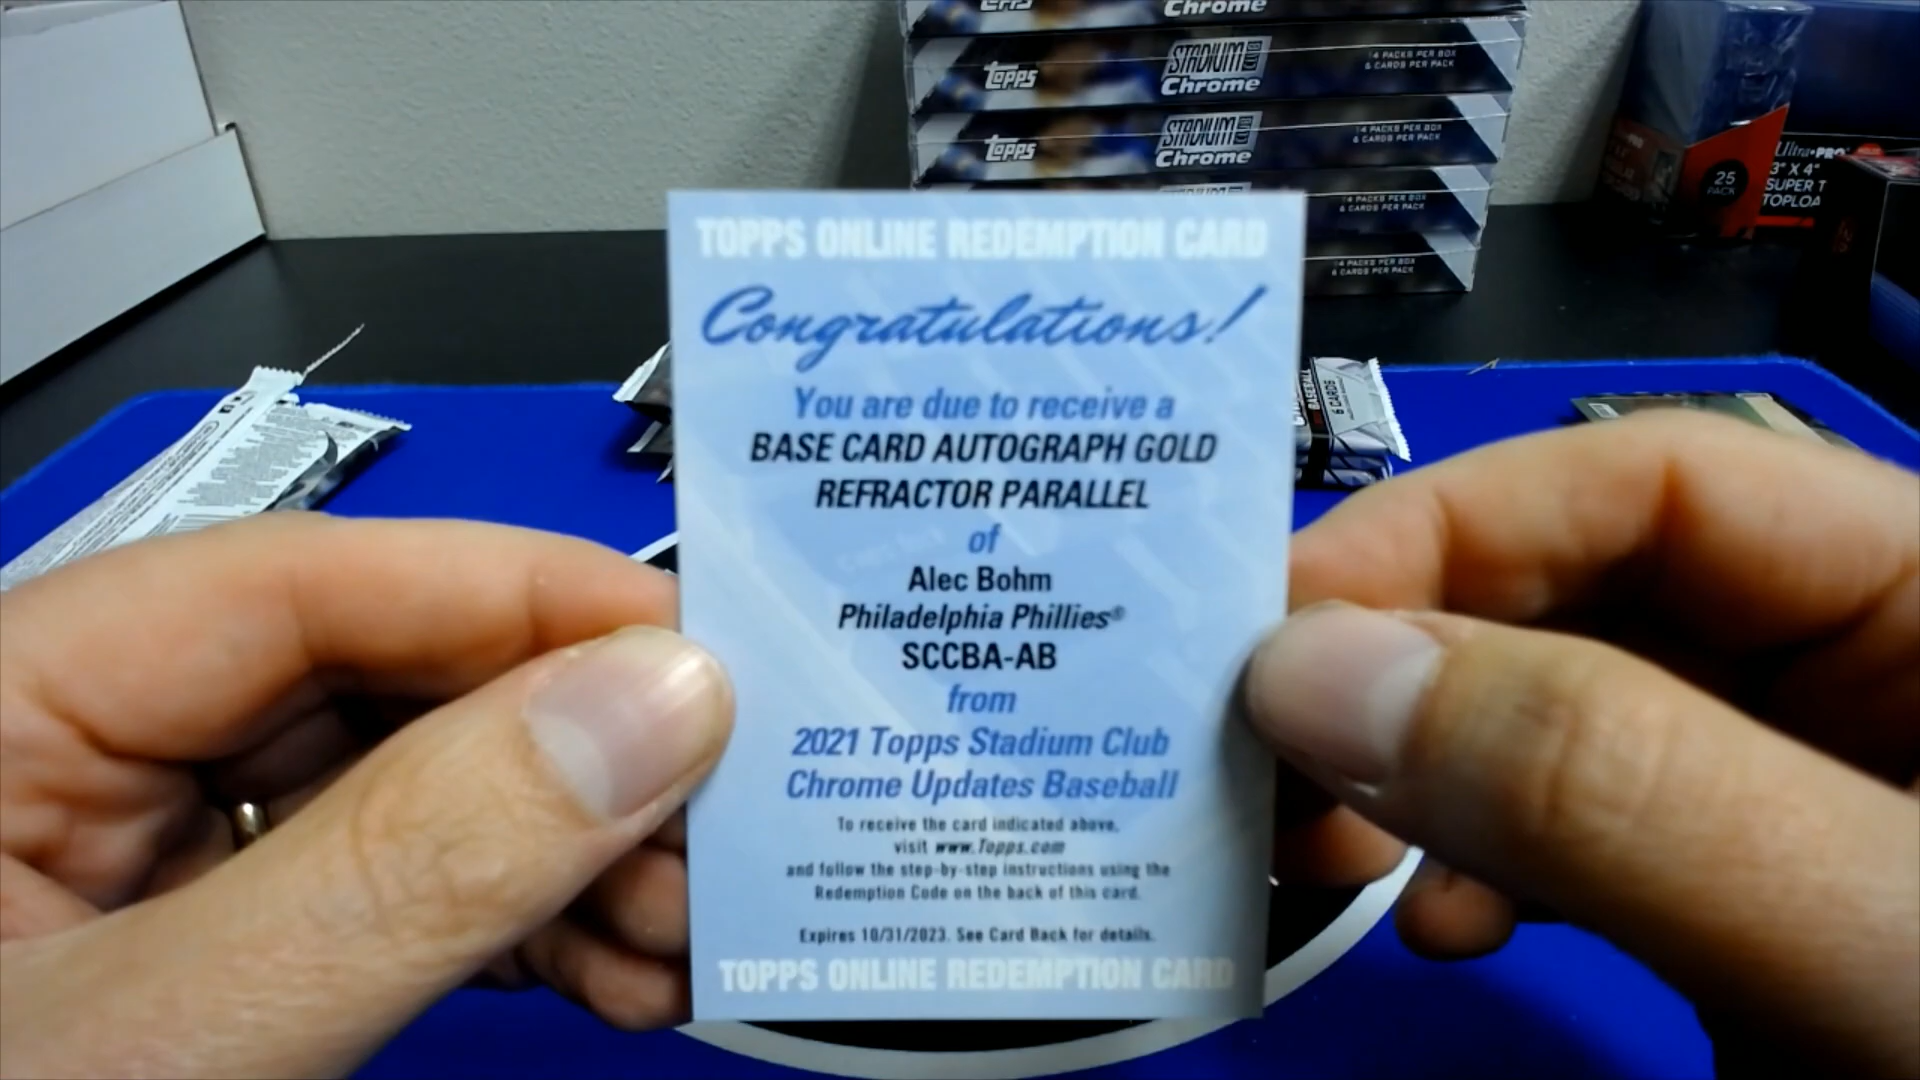 Topps
Chrome
Topps
STADIUM CLUB
Chrome
14 PACKS PER BOX
6 CARDS PER PACK
Topps
STADIUM CLUB
Chrome
14 PACKS PER BOX
6 CARDS PER PACK
14 PACKS PER BOX
6 CARDS PER PACK
14 PACKS PER BOX
6 CARDS PER PACK
25
PACK
Ultra•PRO
3" X 4"
SUPER T
TOPLOA
BASEBALL
6 CARDS
TOPPS ONLINE REDEMPTION CARD
Congratulations!
You are due to receive a
BASE CARD AUTOGRAPH GOLD
REFRACTOR PARALLEL
of
Alec Bohm
Philadelphia Phillies®
SCCBA-AB
from
2021 Topps Stadium Club
Chrome Updates Baseball
To receive the card indicated above,
visit www.Topps.com
and follow the step-by-step instructions using the
Redemption Code on the back of this card.
Expires 10/31/2023. See Card Back for details.
TOPPS ONLINE REDEMPTION CARD